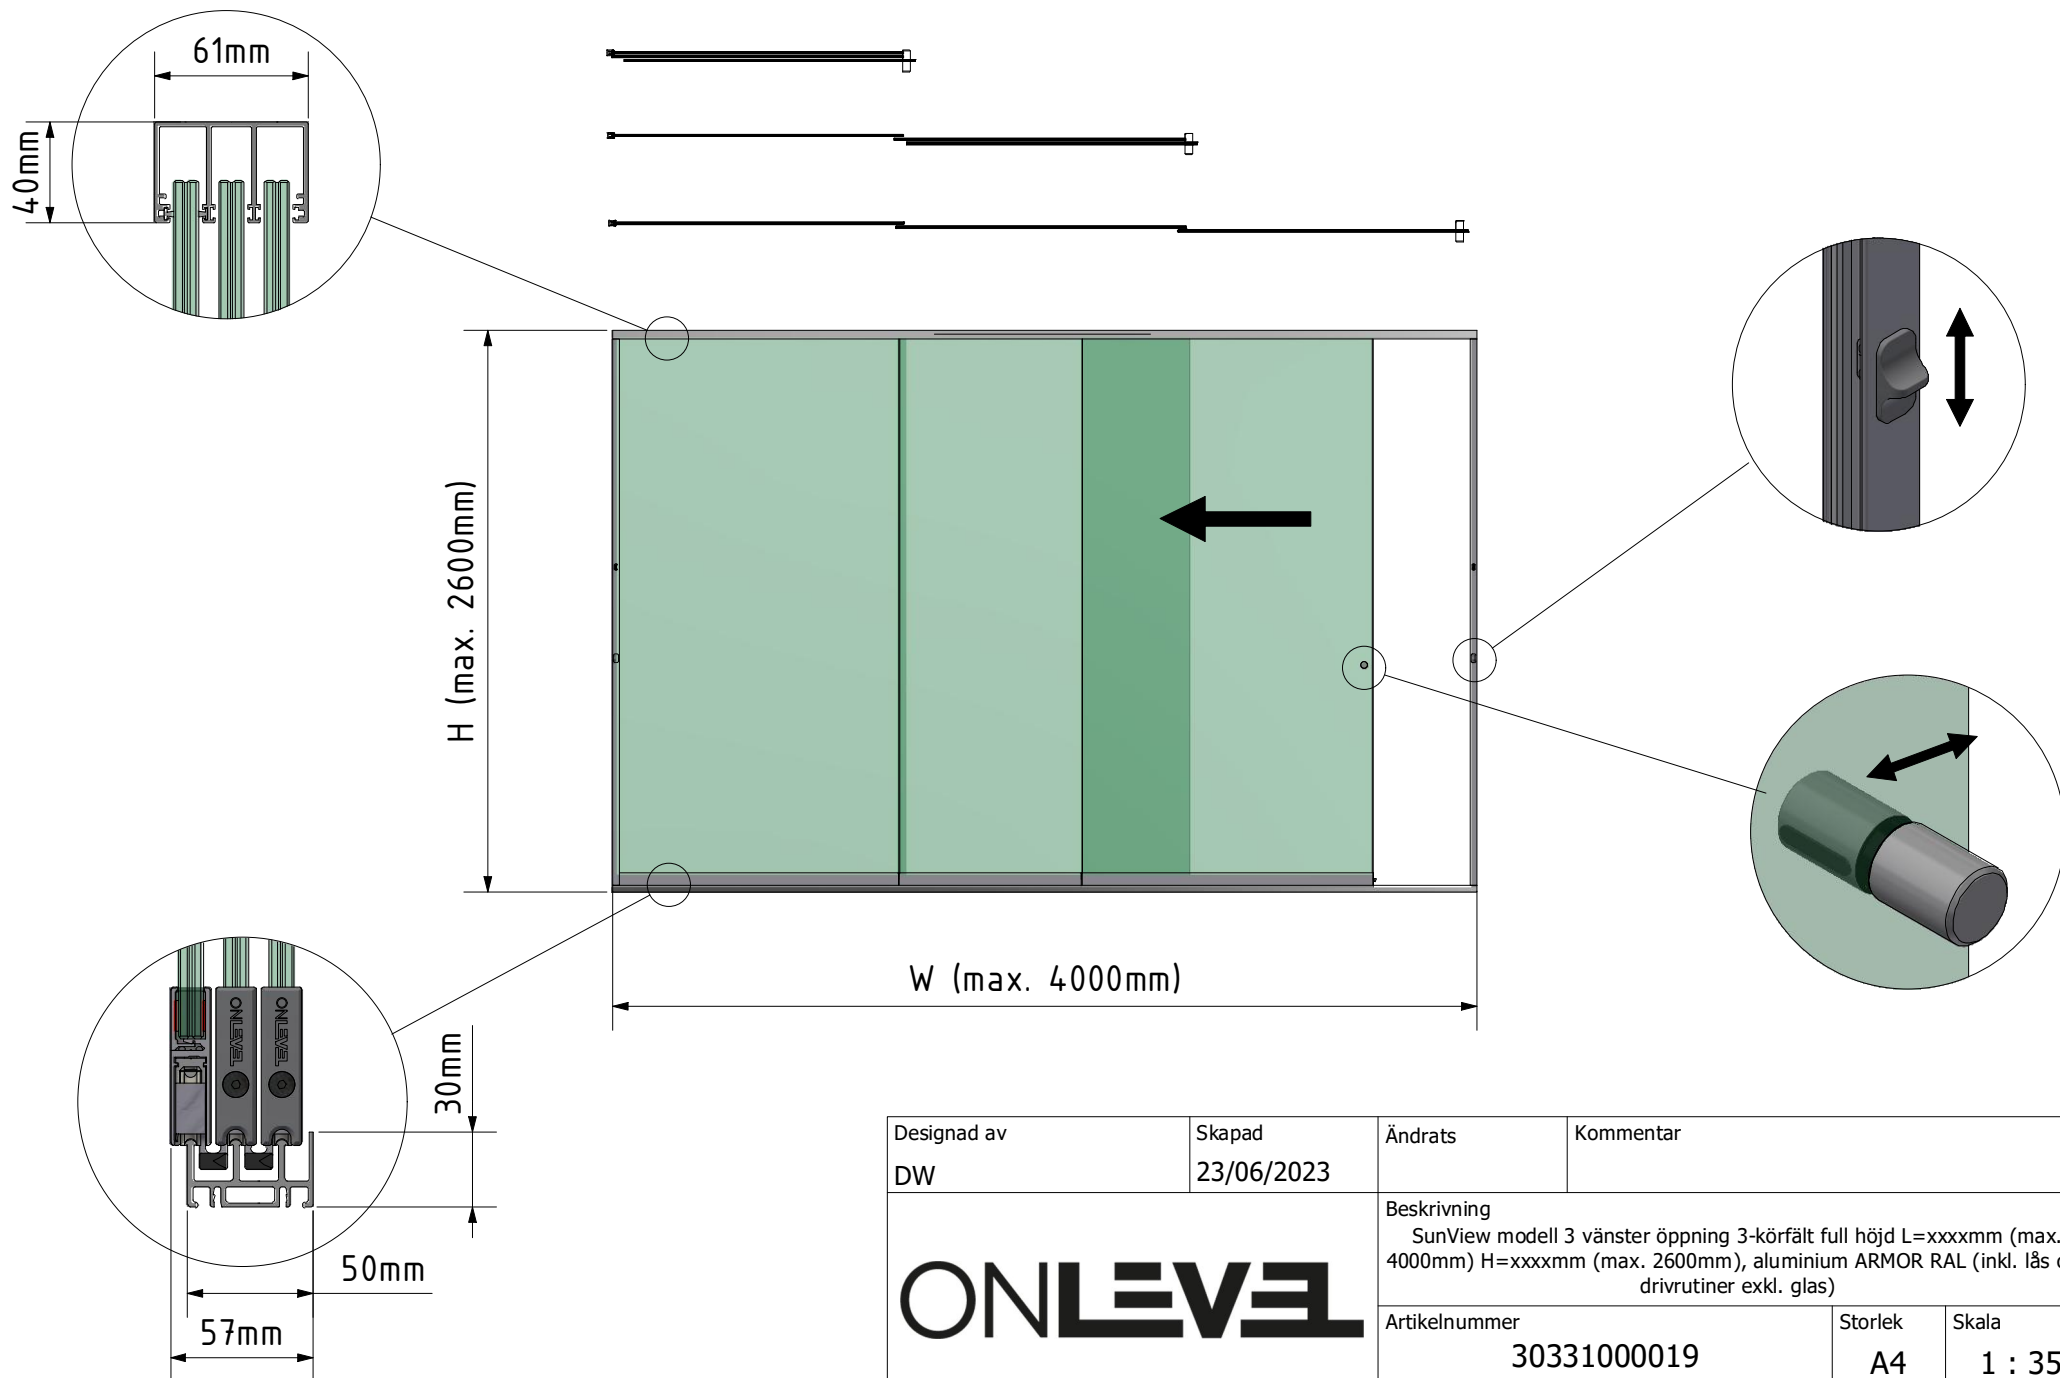 61mm
40mm
H (max. 2600mm)
W (max. 4000mm)
ONLEVEL
ONLEVEL
30mm
50mm
57mm
Designad av
DW
Skapad
23/06/2023
Ändrats
Kommentar
ONLEVEL
Beskrivning
SunView modell 3 vänster öppning 3-körfält full höjd L=xxxxmm (max.
4000mm) H=xxxxmm (max. 2600mm), aluminium ARMOR RAL (inkl. lås
drivrutiner exkl. glas)
Artikelnummer
30331000019
Storlek
A4
Skala
1 : 35